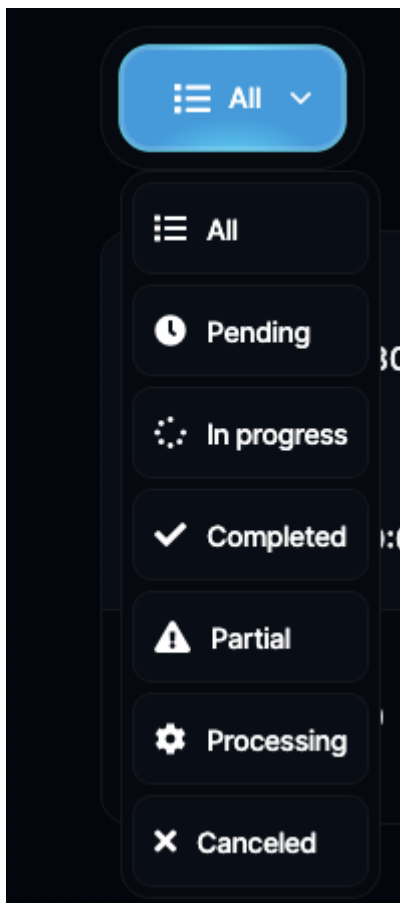 All
All
Pending
In progress
Completed
Partial
Processing
Canceled